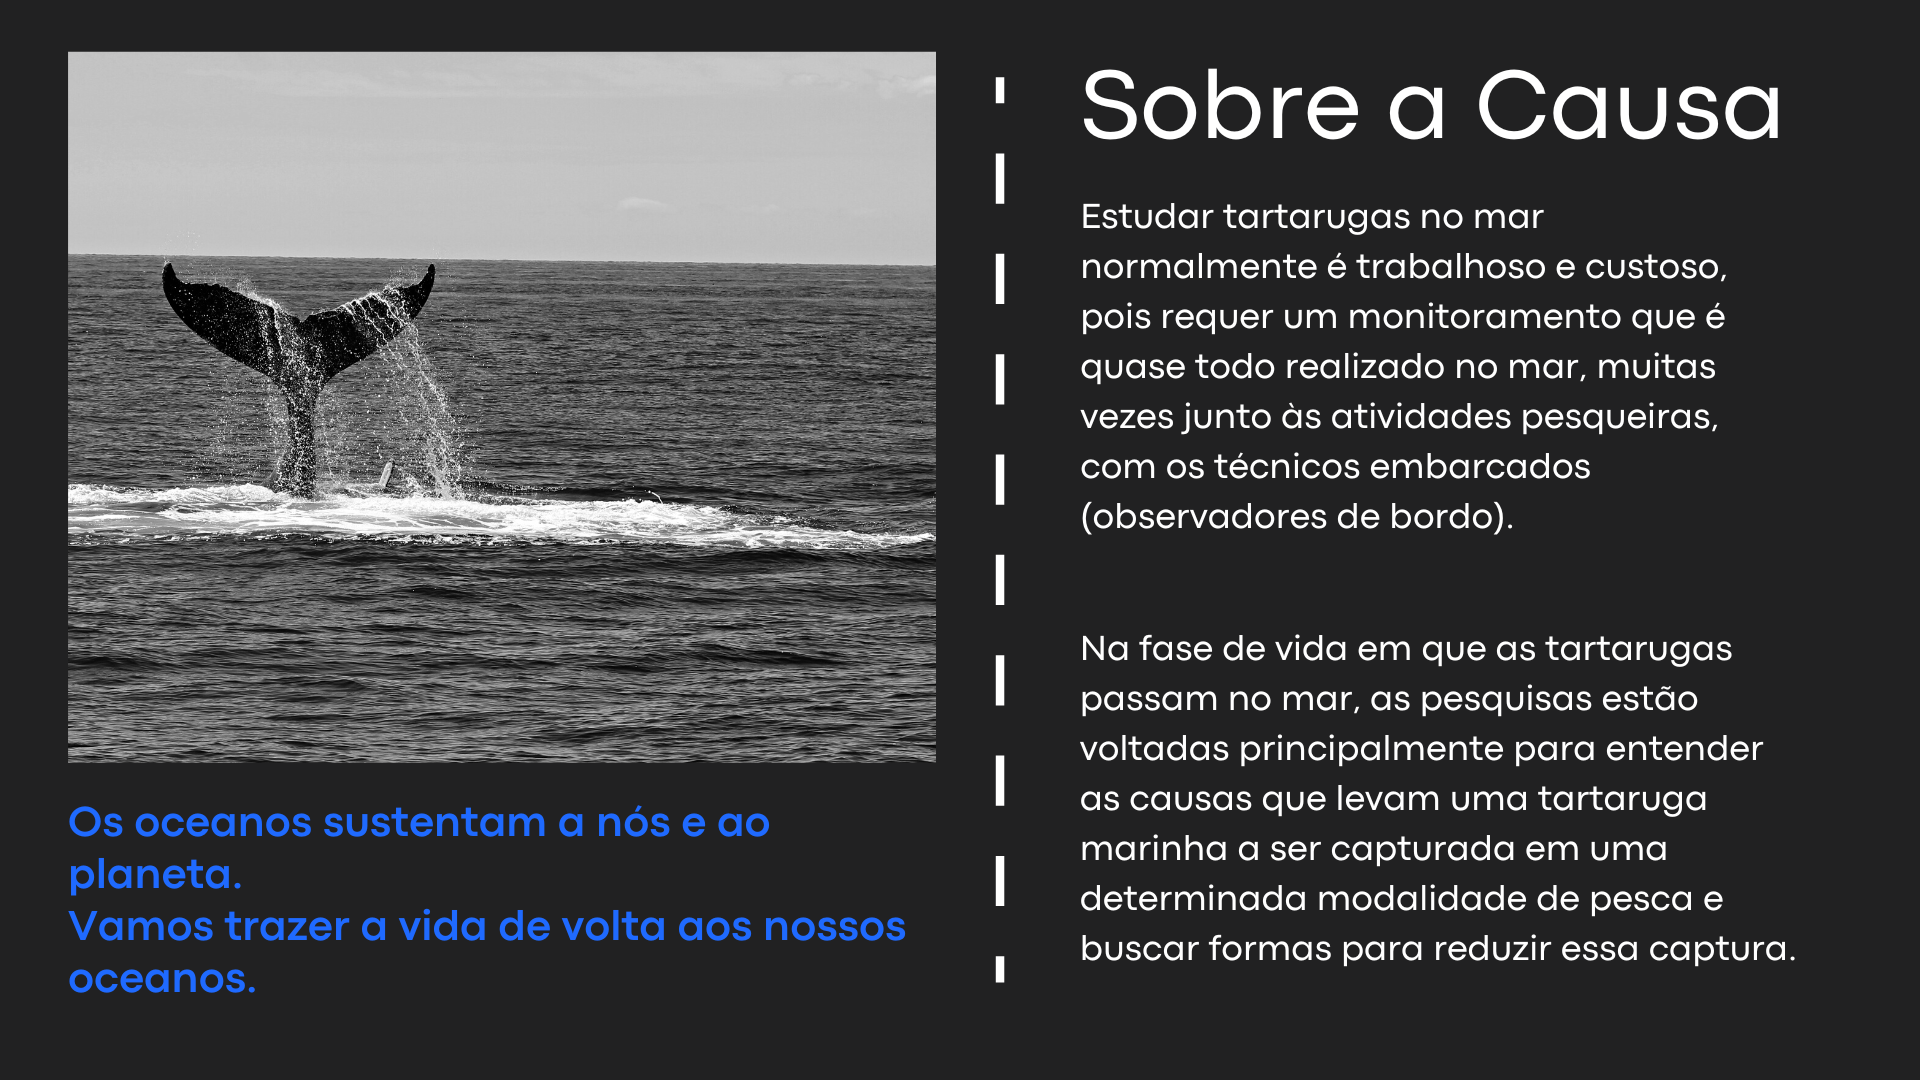 Sobre a Causa
Estudar tartarugas no mar
normalmente é trabalhoso e custoso,
pois requer um monitoramento que é
quase todo realizado no mar, muitas
vezes junto às atividades pesqueiras,
com os técnicos embarcados
(observadores de bordo).
Na fase de vida em que as tartarugas
passam no mar, as pesquisas estão
voltadas principalmente para entender
as causas que levam uma tartaruga
marinha a ser capturada em uma
determinada modalidade de pesca e
buscar formas para reduzir essa captura.
Os oceanos sustentam a nós e ao
planeta.
Vamos trazer a vida de volta aos nossos
oceanos.